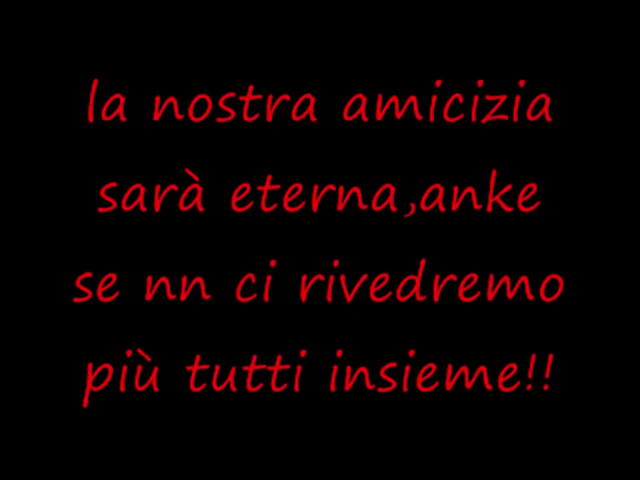 la nostra amicizia
sarà eterna,anke
se nn ci rivedremo
più tutti insieme!!